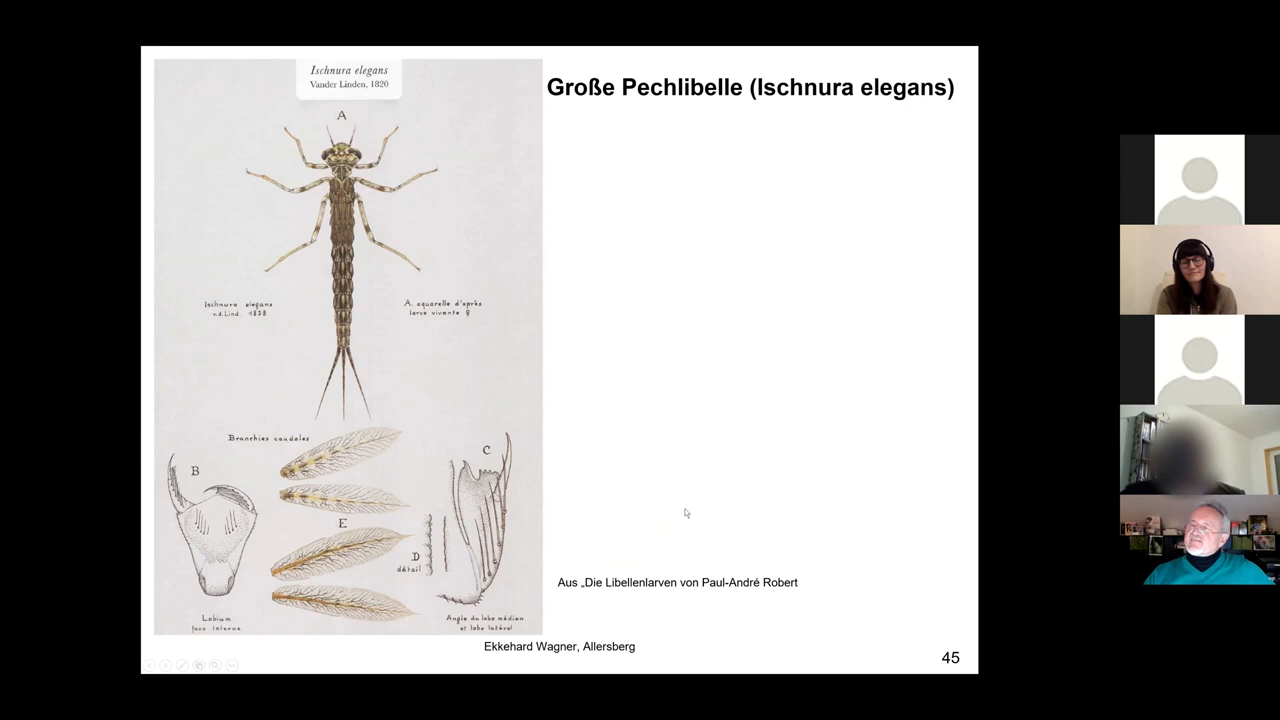 Ischnura elegans
Vander Linden, 1820
Große Pechlibelle (Ischnura elegans)
A
Ischnura elegans
v.d.Lind. 1828
A. aquarelle d'après
larve vivante ♀
Branchies caudales
B
C
E
D
détail
Labium
face interne
Angle du lobe médian
et lobe latéral
Aus „Die Libellenlarven von Paul-André Robert
Ekkehard Wagner, Allersberg
45